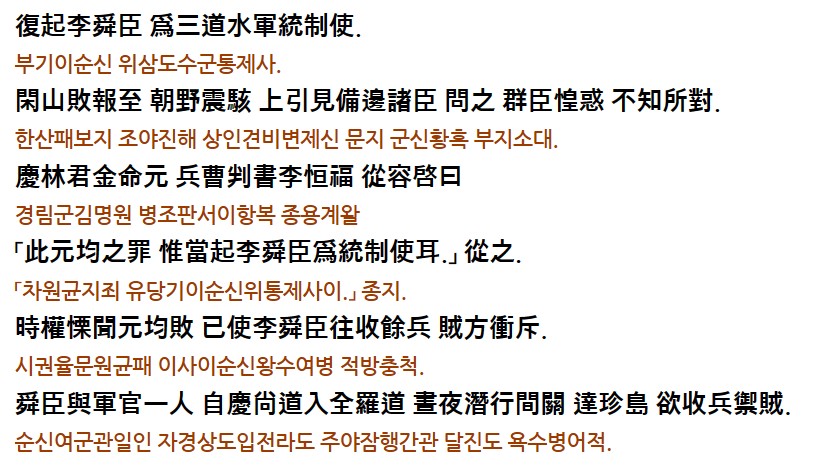 復起李舜臣 爲三道水軍統制使.
부기이순신 위삼도수군통제사.
閑山敗報至 朝野震駭 上引見備邊諸臣 問之 群臣惶惑 不知所對.
한산패보지 조야진해 상인견비변제신 문지 군신황혹 부지소대.
慶林君金命元 兵曹判書李恒福 從容啓曰
경림군김명원 병조판서이항복 종용계왈
「此元均之罪 惟當起李舜臣爲統制使耳.」 從之.
「차원균지죄 유당기이순신위통제사이.」 종지.
時權慄聞元均敗 已使李舜臣往收餘兵 賊方衝斥.
시권율문원균패 이사이순신왕수여병 적방충척.
舜臣與軍官一人 自慶尙道入全羅道 晝夜潛行間關 達珍島 欲收兵禦賊.
순신여군관일인 자경상도입전라도 주야잠행간관 달진도 욕수병어적.